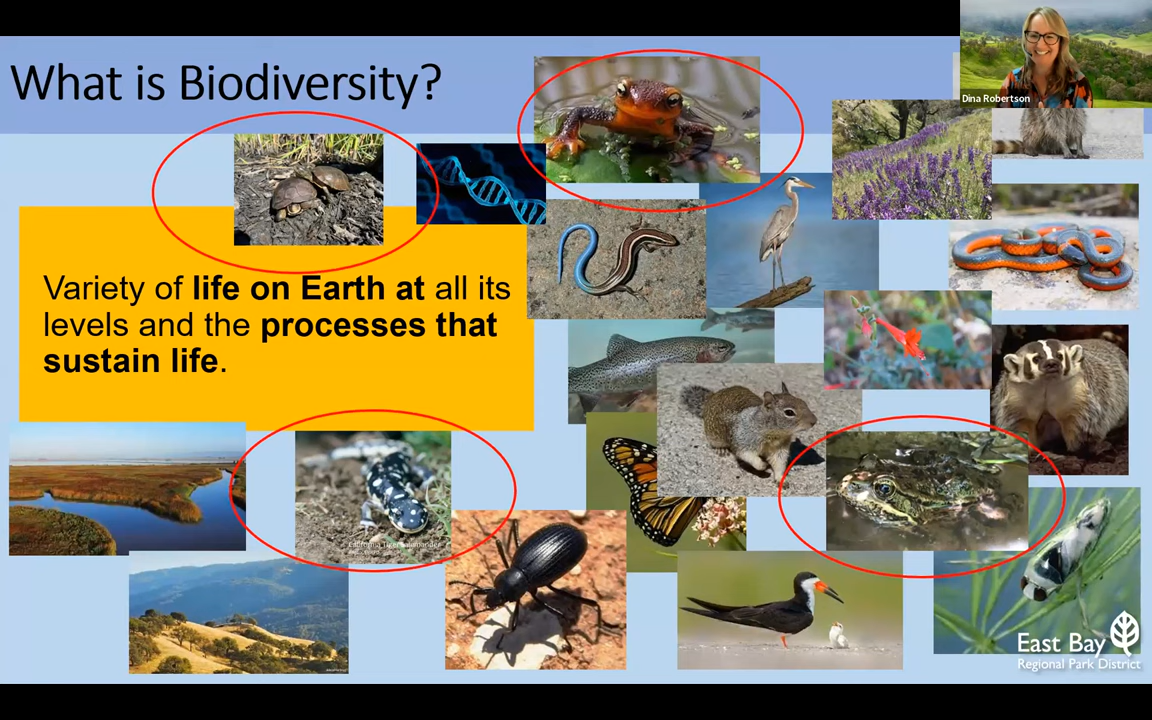 What is Biodiversity?
Dina Robertson
Variety of life on Earth at all its
levels and the processes that
sustain life.
California Tiger Salamander
East Bay
Regional Park District